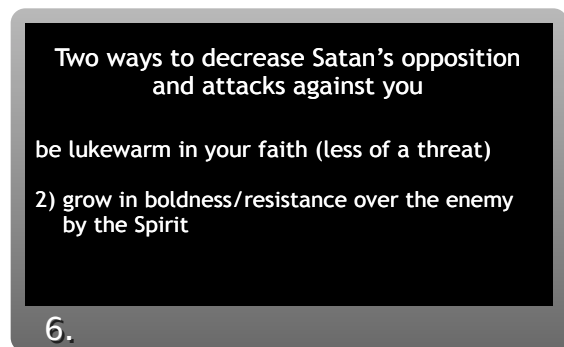 Two ways to decrease Satan’s opposition
and attacks against you
be lukewarm in your faith (less of a threat)
2) grow in boldness/resistance over the enemy
by the Spirit
6.